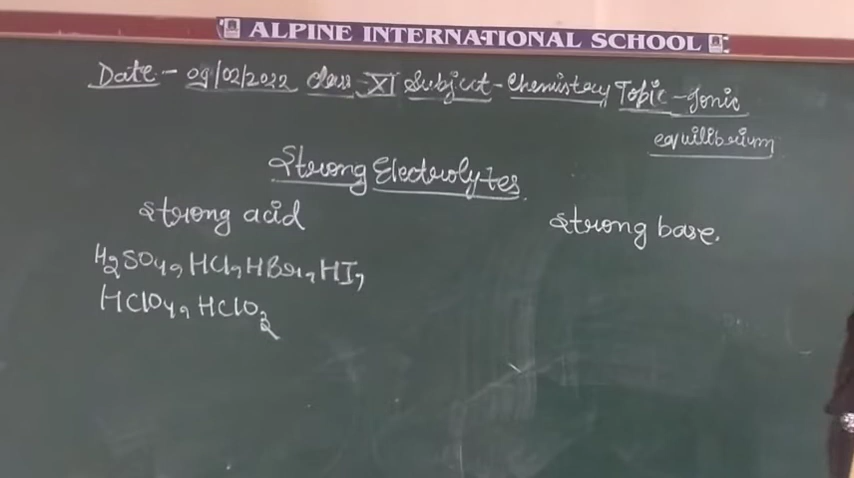 ALPINE INTERNATIONAL SCHOOL
Date - 09/02/2022 Class - XI Subject - Chemistry Topic - Ionic
equilibrium
Strong Electrolytes
Strong acid
Strong base.
H₂SO₄, HCl, HBr, HI,
HClO₄, HClO₃